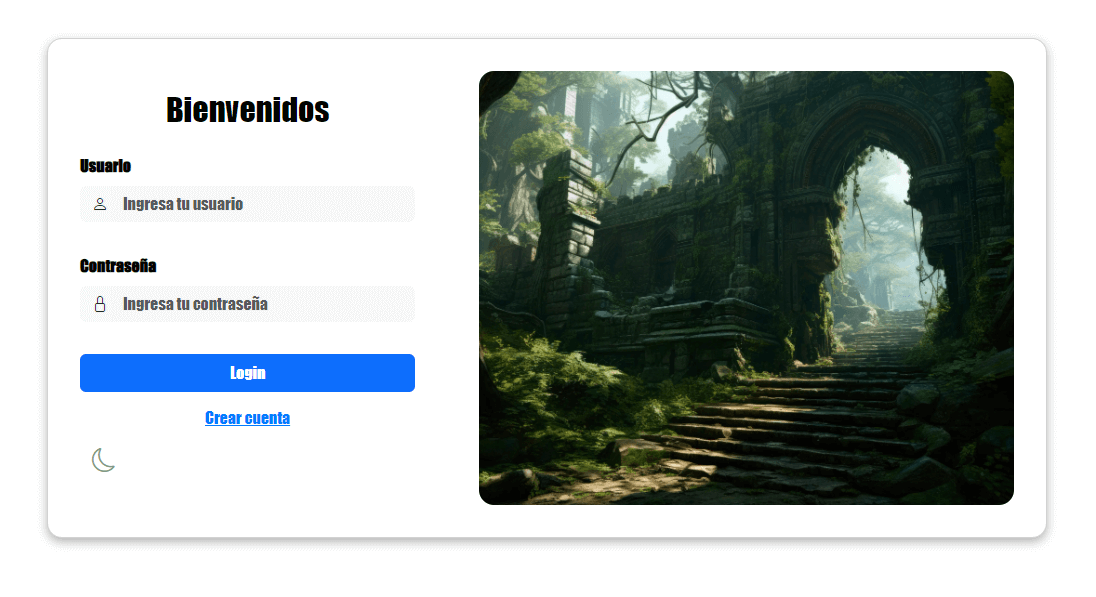 Bienvenidos
Usuario
Ingresa tu usuario
Contraseña
Ingresa tu contraseña
Login
Crear cuenta